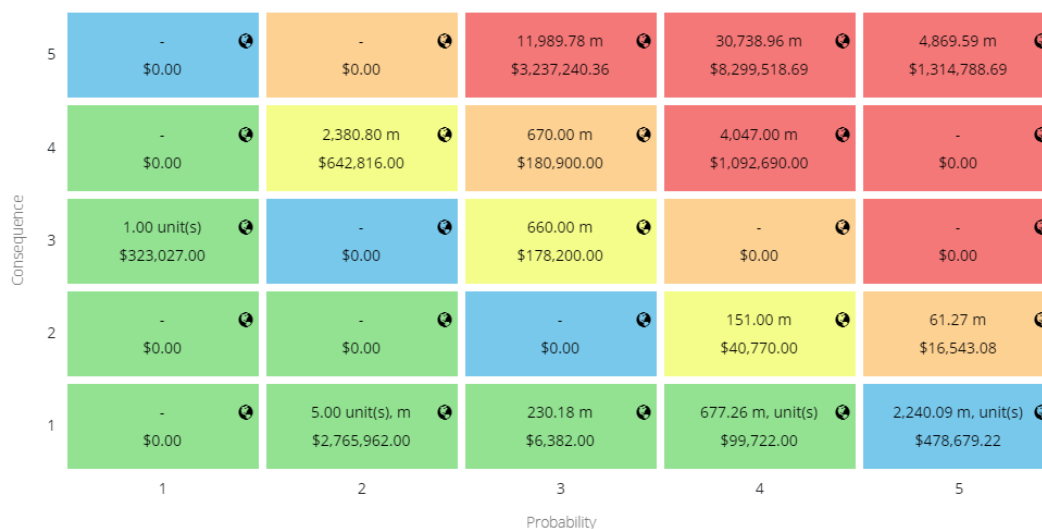 5
-
$0.00
-
$0.00
11,989.78 m
$3,237,240.36
30,738.96 m
$8,299,518.69
4,869.59 m
$1,314,788.69
4
-
$0.00
2,380.80 m
$642,816.00
670.00 m
$180,900.00
4,047.00 m
$1,092,690.00
-
$0.00
Consequence
3
1.00 unit(s)
$323,027.00
-
$0.00
660.00 m
$178,200.00
-
$0.00
-
$0.00
2
-
$0.00
-
$0.00
-
$0.00
151.00 m
$40,770.00
61.27 m
$16,543.08
1
-
$0.00
5.00 unit(s), m
$2,765,962.00
230.18 m
$6,382.00
677.26 m, unit(s)
$99,722.00
2,240.09 m, unit(s)
$478,679.22
1 2 3 4 5
Probability